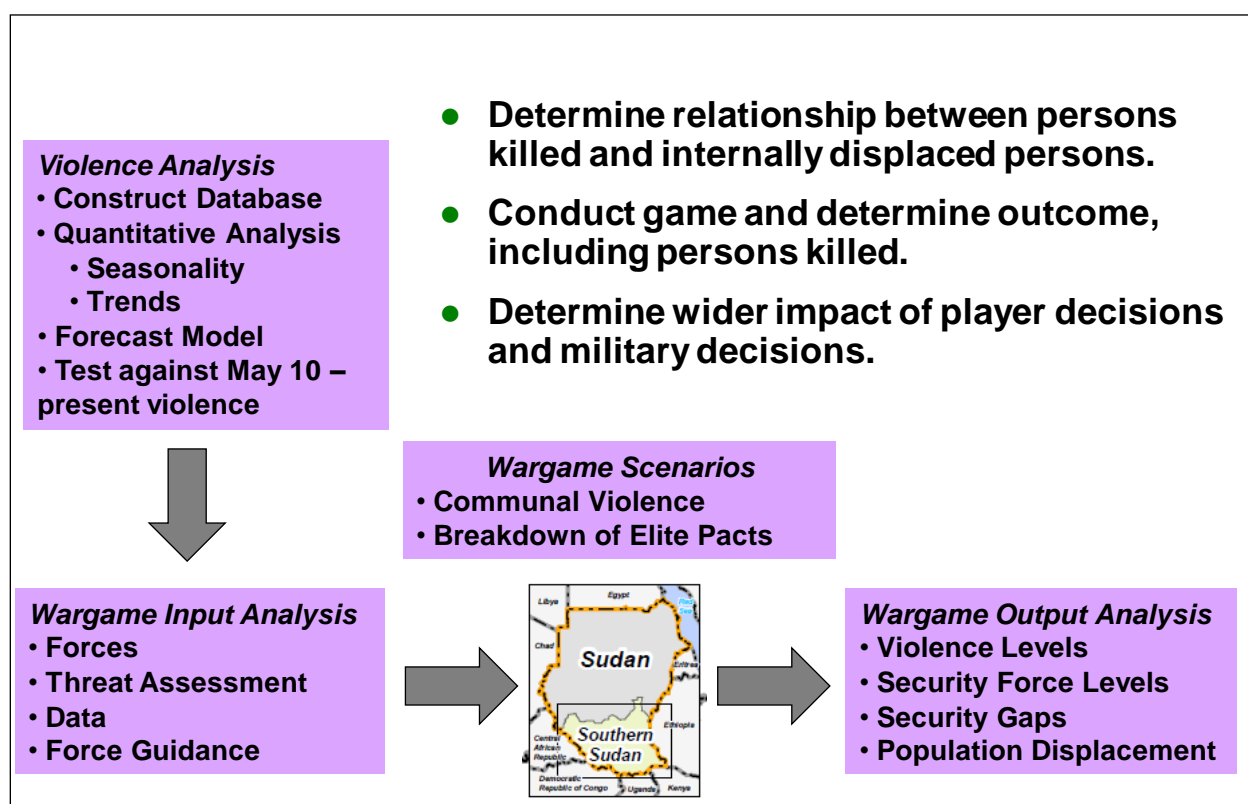 • Determine relationship between persons
killed and internally displaced persons.
• Conduct game and determine outcome,
including persons killed.
• Determine wider impact of player decisions
and military decisions.
Violence Analysis
• Construct Database
• Quantitative Analysis
• Seasonality
• Trends
• Forecast Model
• Test against May 10 –
present violence
Wargame Scenarios
• Communal Violence
• Breakdown of Elite Pacts
Wargame Input Analysis
• Forces
• Threat Assessment
• Data
• Force Guidance
Libya
Egypt
Red
Sea
Chad
Sudan
Eritrea
Ethiopia
Central
African
Republic
Southern
Sudan
Democratic
Republic of Congo
Uganda
Kenya
Wargame Output Analysis
• Violence Levels
• Security Force Levels
• Security Gaps
• Population Displacement